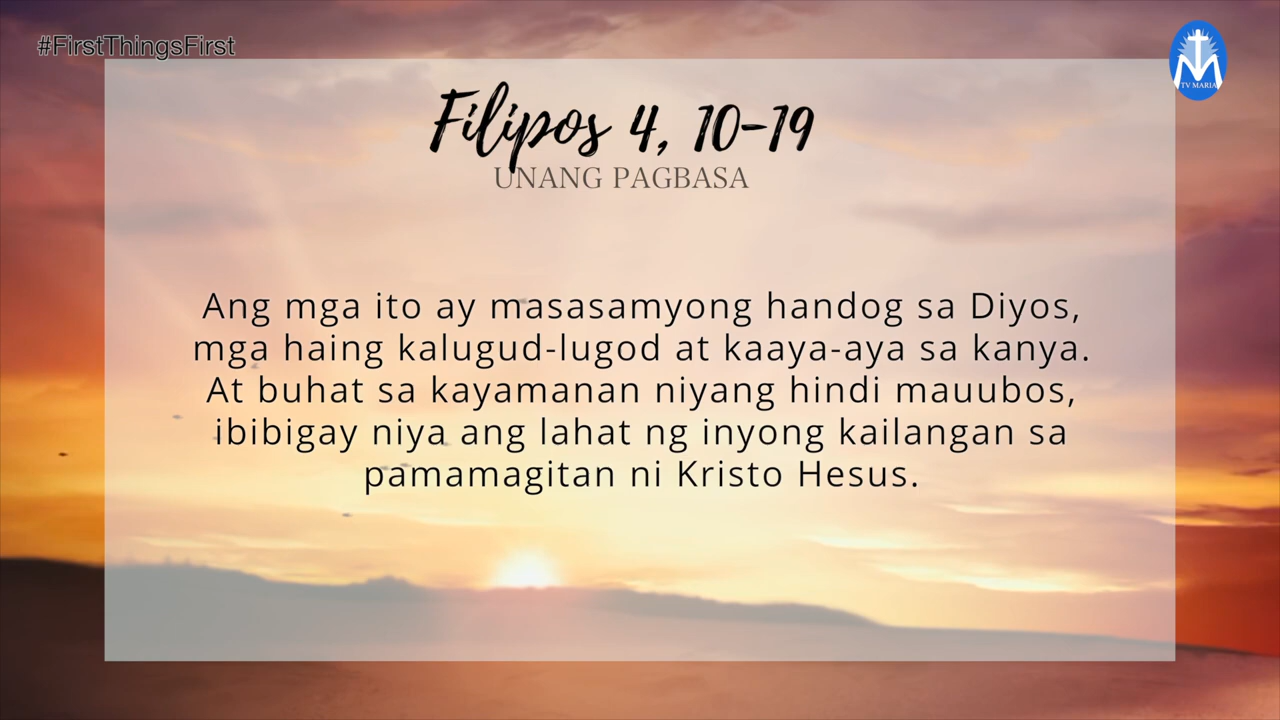 #FirstThingsFirst
TV MARIA
Filipos 4, 10-19
UNANG PAGBASA
Ang mga ito ay masasamyong handog sa Diyos,
mga haing kalugud-lugod at kaaya-aya sa kanya.
At buhat sa kayamanan niyang hindi mauubos,
ibibigay niya ang lahat ng inyong kailangan sa
pamamagitan ni Kristo Hesus.